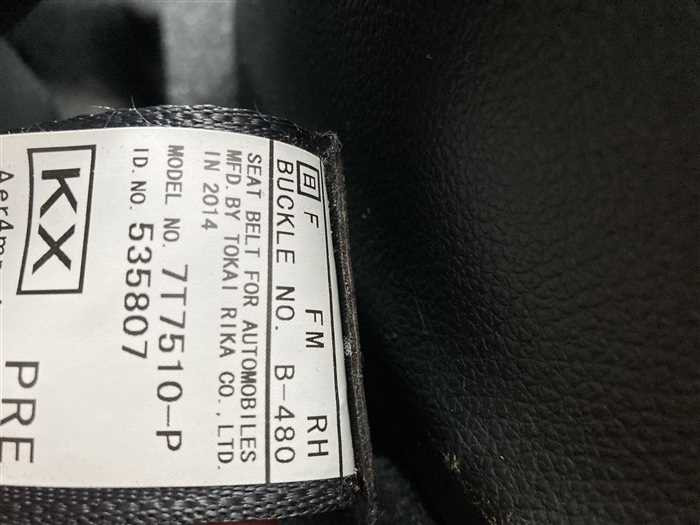 日 F FM RH
BUCKLE NO. B-480
SEAT BELT FOR AUTOMOBILES
MFD. BY TOKAI RIKA CO., LTD.
IN 2014
MODEL NO. 7T7510-P
ID. NO. 535807
KX
PRE